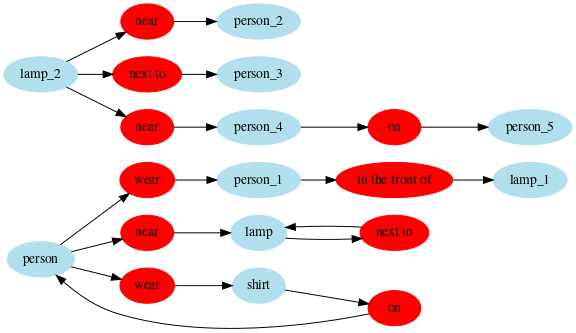 near
person_2
lamp_2
next to
person_3
near
person_4
on
person_5
wear
person_1
in the front of
lamp_1
near
lamp
next to
person
wear
shirt
on